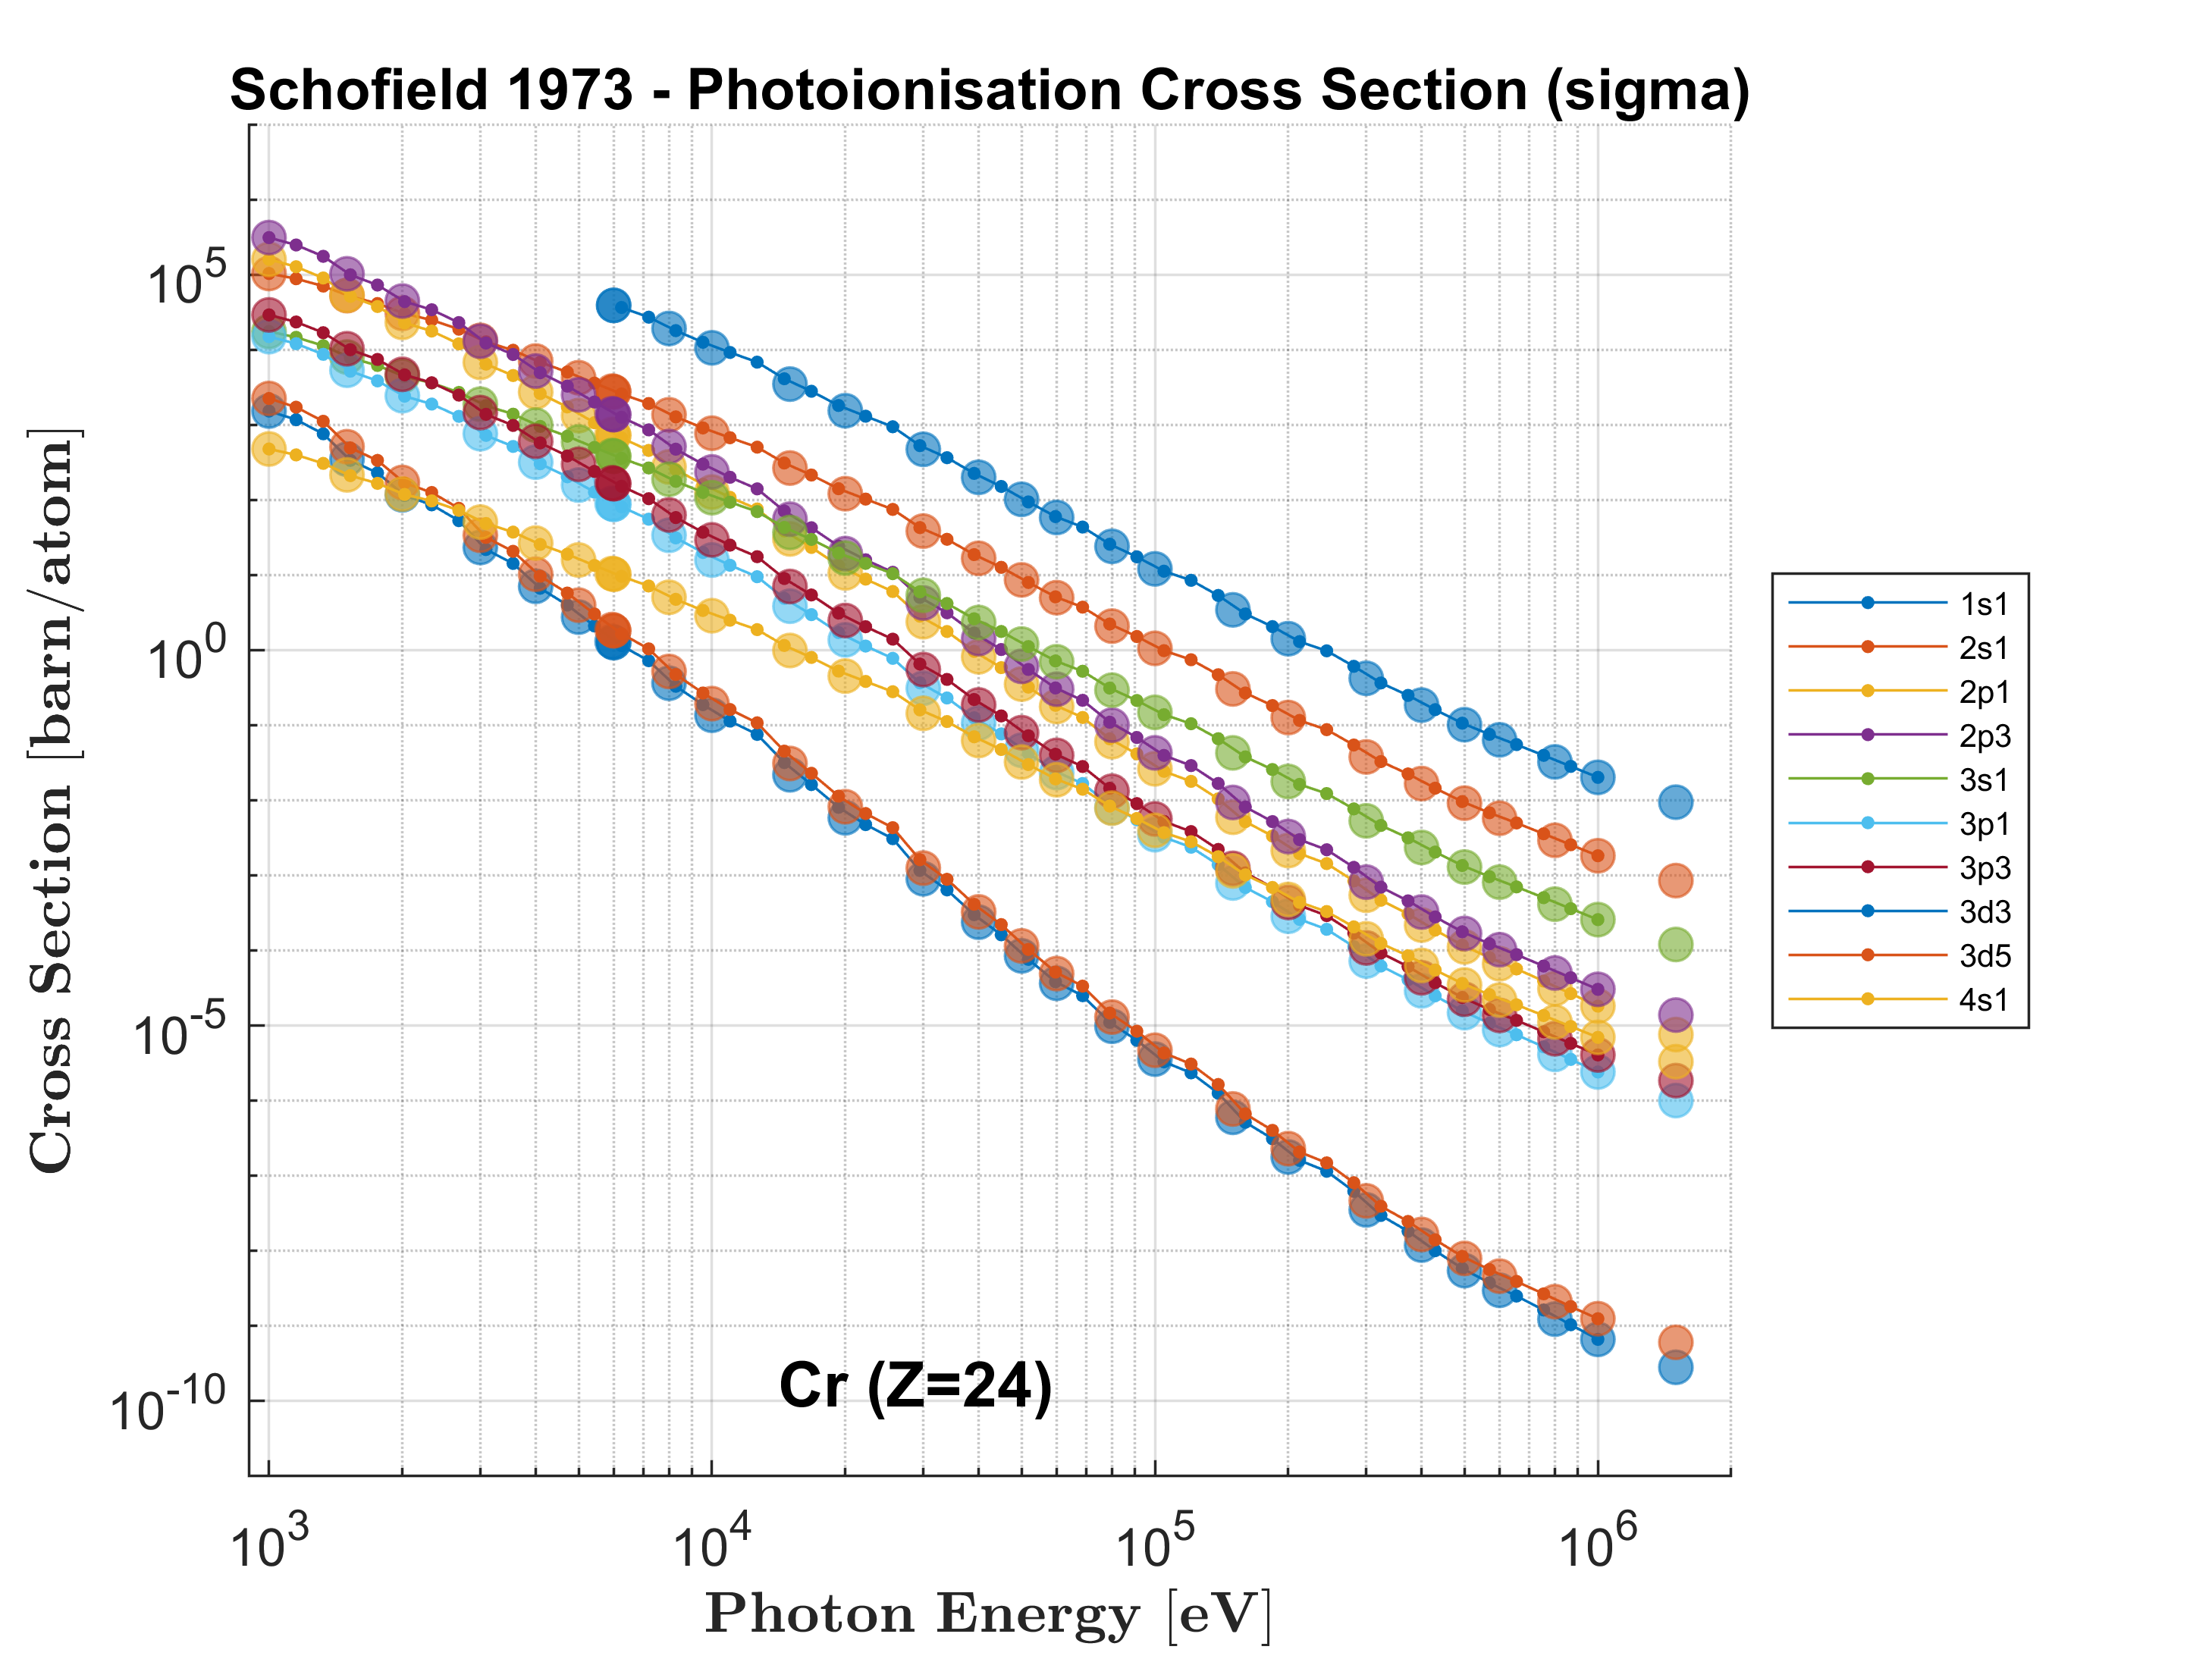 Schofield 1973 - Photoionisation Cross Section (sigma)
Cross Section [barn/atom]
10^5
10^0
10^-5
10^-10
10^3
10^4
10^5
10^6
Photon Energy [eV]
Cr (Z=24)
1s1
2s1
2p1
2p3
3s1
3p1
3p3
3d3
3d5
4s1